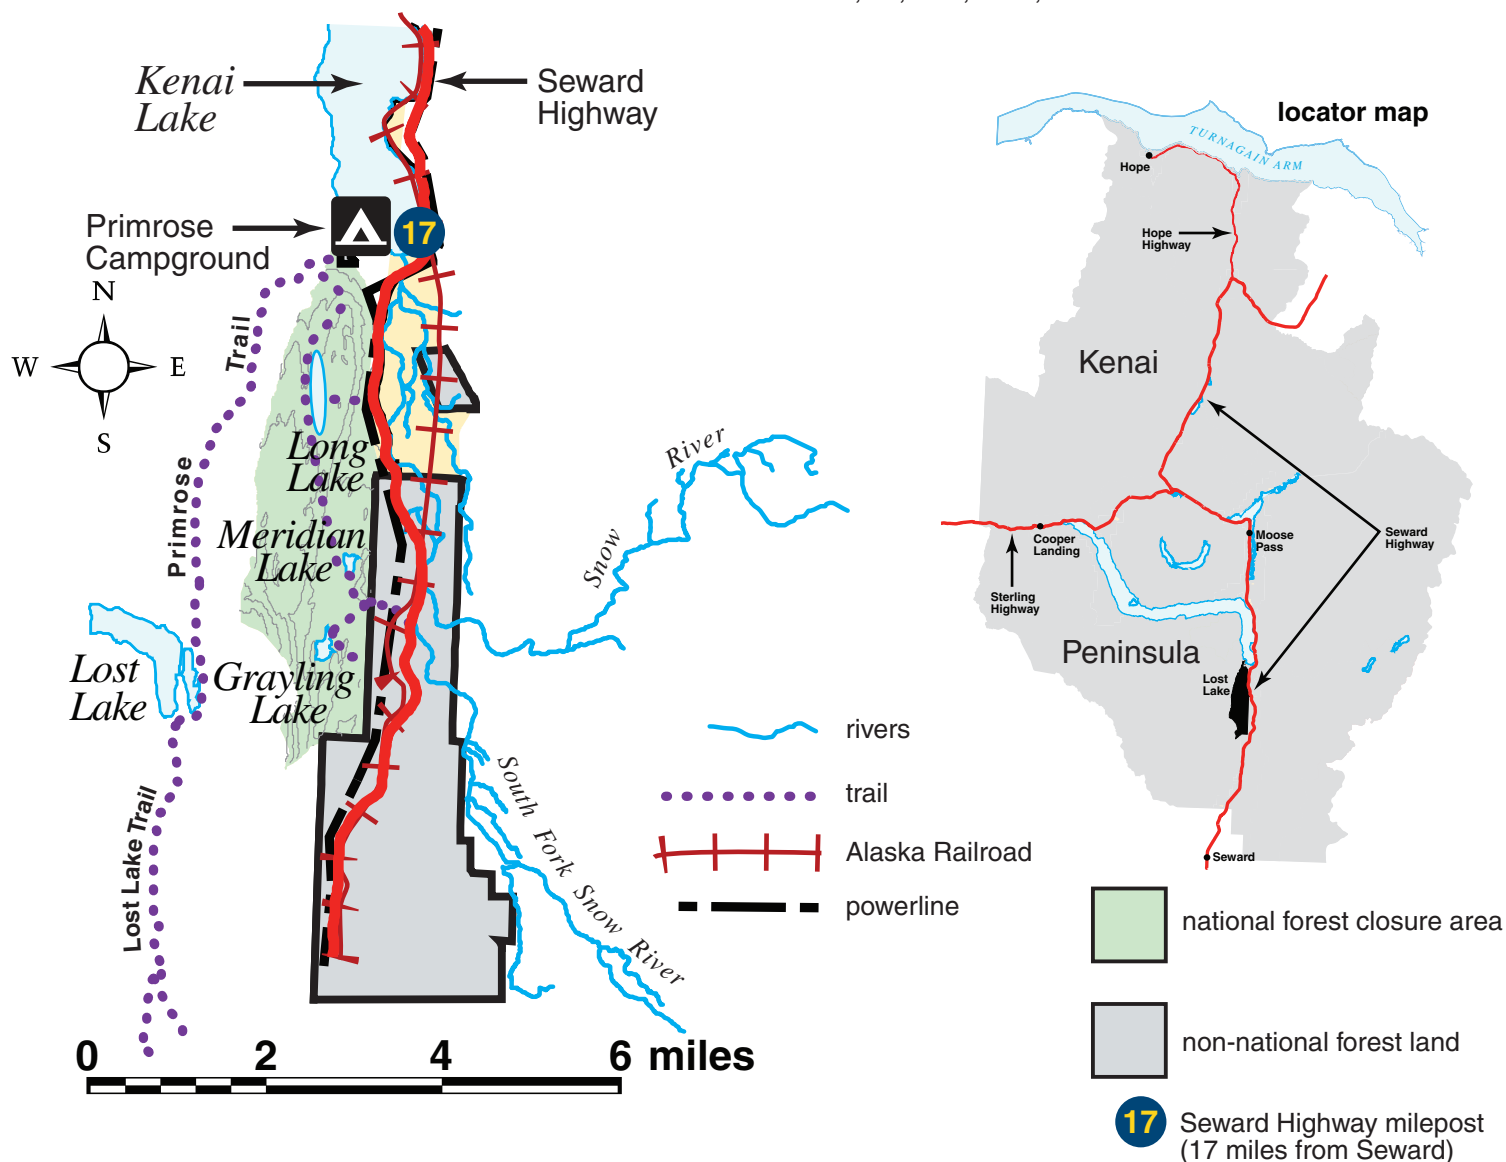 Kenai
Lake
Seward
Highway
Primrose
Campground
17
N
W
E
S
Trail
Primrose
Long
Lake
Meridian
Lake
Lost
Lake
Grayling
Lake
Lost Lake Trail
Snow
River
South Fork Snow River
rivers
trail
Alaska Railroad
powerline
0 2 4 6 miles
locator map
TURNAGAIN ARM
Hope
Hope
Highway
Kenai
Seward
Highway
Moose
Pass
Cooper
Landing
Sterling
Highway
Peninsula
Lost
Lake
Seward
national forest closure area
non-national forest land
17
Seward Highway milepost
(17 miles from Seward)